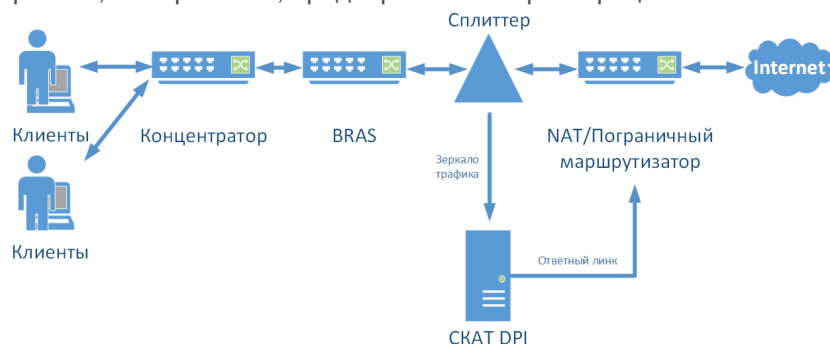 Сплиттер
Internet
Клиенты
Концентратор
BRAS
NAT/Пограничный
маршрутизатор
Зеркало
трафика
Клиенты
Ответный линк
СКАТ DPI